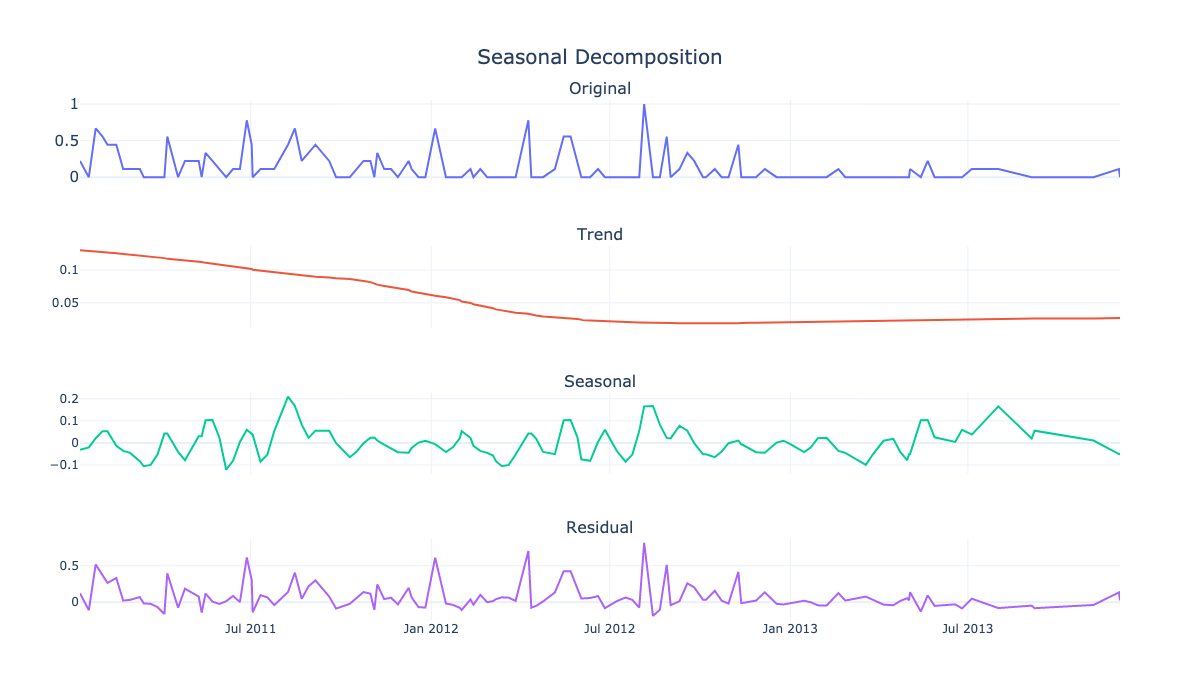 Seasonal Decomposition
Original
1
0.5
0
Trend
0.1
0.05
Seasonal
0.2
0.1
0
−0.1
Residual
0.5
0
Jul 2011 Jan 2012 Jul 2012 Jan 2013 Jul 2013